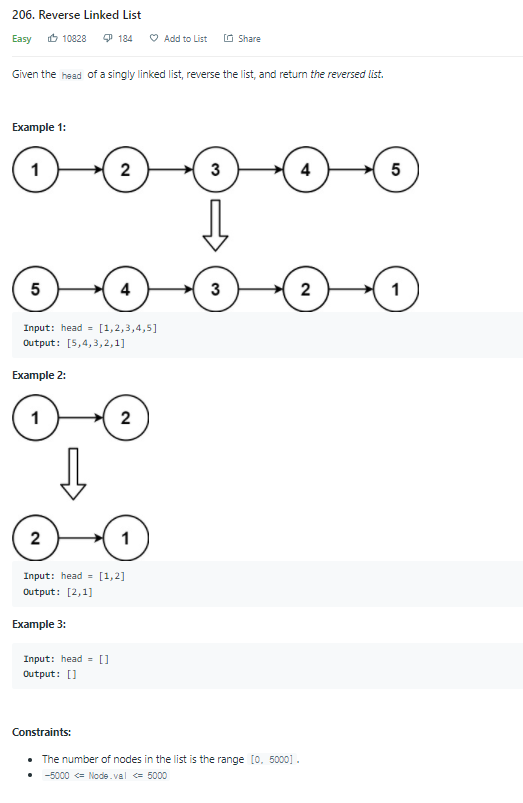 206. Reverse Linked List
Easy 10828 184 Add to List Share
Given the head of a singly linked list, reverse the list, and return the reversed list.
Example 1:
1 2 3 4 5
5 4 3 2 1
Input: head = [1,2,3,4,5]
Output: [5,4,3,2,1]
Example 2:
1 2
2 1
Input: head = [1,2]
Output: [2,1]
Example 3:
Input: head = []
Output: []
Constraints:
• The number of nodes in the list is the range [0, 5000].
• -5000 <= Node.val <= 5000